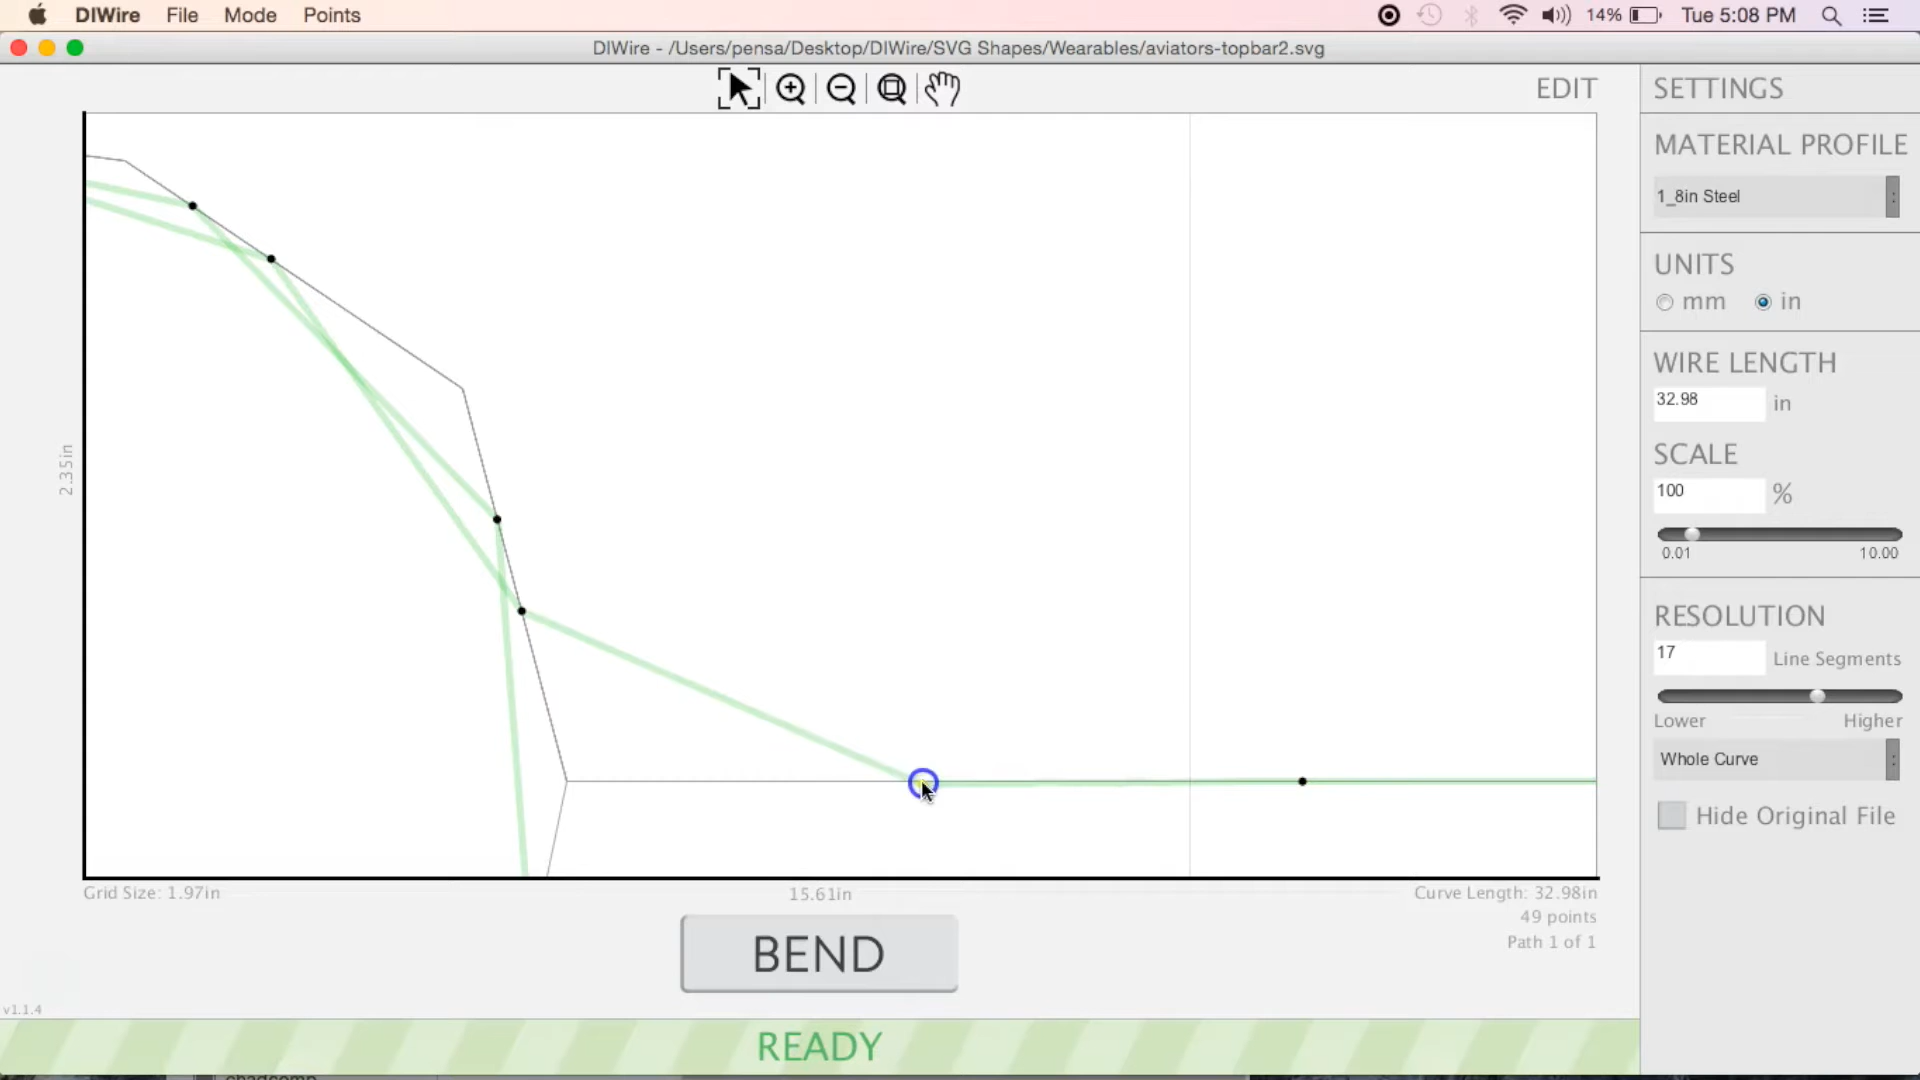 DIWire File Mode Points 14% Tue 5:08 PM
DIWire - /Users/pensa/Desktop/DIWire/SVG Shapes/Wearables/aviators-topbar2.svg
EDIT
SETTINGS
MATERIAL PROFILE
1_8in Steel
UNITS
mm in
WIRE LENGTH
32.98 in
SCALE
100 %
0.01 10.00
RESOLUTION
17 Line Segments
Lower Higher
Whole Curve
Hide Original File
2.35in
Grid Size: 1.97in 15.61in Curve Length: 32.98in
49 points
Path 1 of 1
BEND
v1.1.4
READY